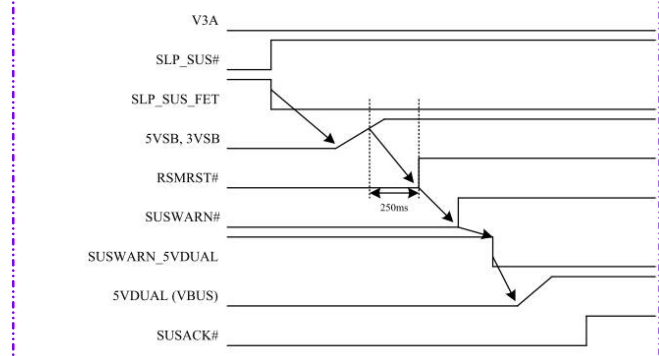 V3A
SLP_SUS#
SLP_SUS_FET
5VSB, 3VSB
RSMRST#
250ms
SUSWARN#
SUSWARN_5VDUAL
5VDUAL (VBUS)
SUSACK#